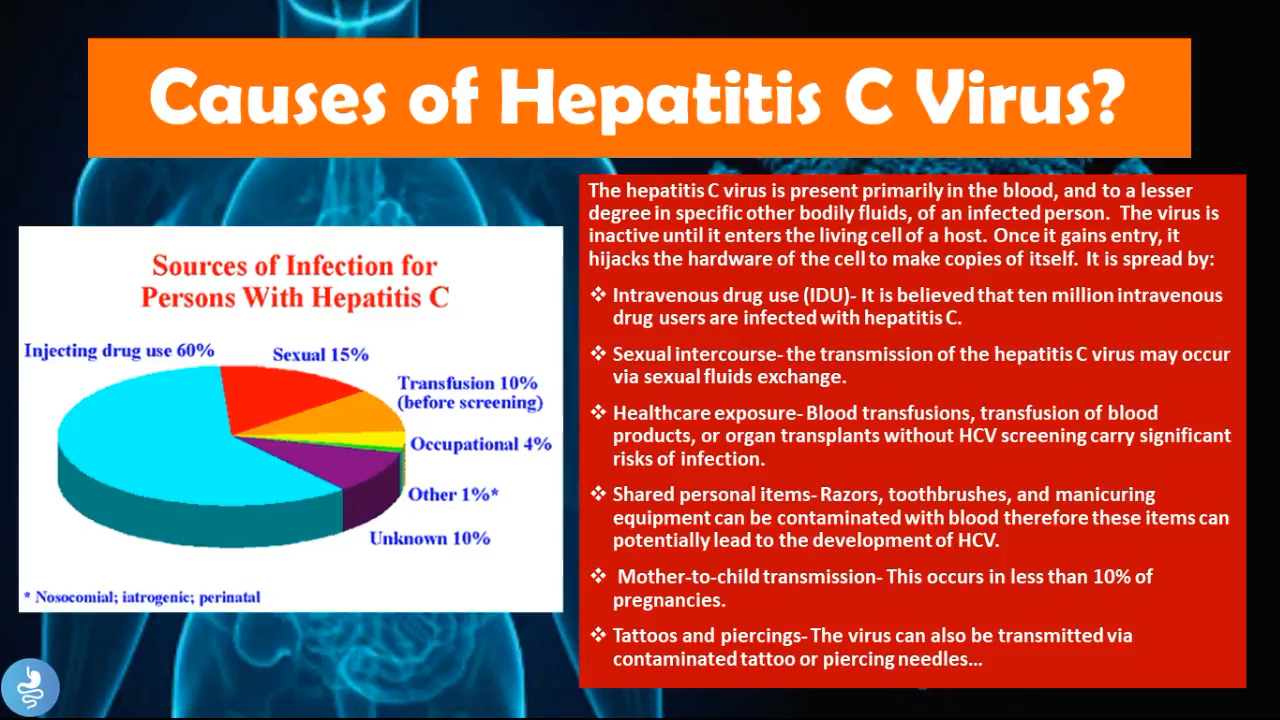 Causes of Hepatitis C Virus?
Sources of Infection for
Persons With Hepatitis C
Injecting drug use 60%
Sexual 15%
Transfusion 10%
(before screening)
Occupational 4%
Other 1%*
Unknown 10%
* Nosocomial; iatrogenic; perinatal
The hepatitis C virus is present primarily in the blood, and to a lesser
degree in specific other bodily fluids, of an infected person. The virus is
inactive until it enters the living cell of a host. Once it gains entry, it
hijacks the hardware of the cell to make copies of itself. It is spread by:
❖ Intravenous drug use (IDU)- It is believed that ten million intravenous
drug users are infected with hepatitis C.
❖ Sexual intercourse- the transmission of the hepatitis C virus may occur
via sexual fluids exchange.
❖ Healthcare exposure- Blood transfusions, transfusion of blood
products, or organ transplants without HCV screening carry significant
risks of infection.
❖ Shared personal items- Razors, toothbrushes, and manicuring
equipment can be contaminated with blood therefore these items can
potentially lead to the development of HCV.
❖ Mother-to-child transmission- This occurs in less than 10% of
pregnancies.
❖ Tattoos and piercings- The virus can also be transmitted via
contaminated tattoo or piercing needles...